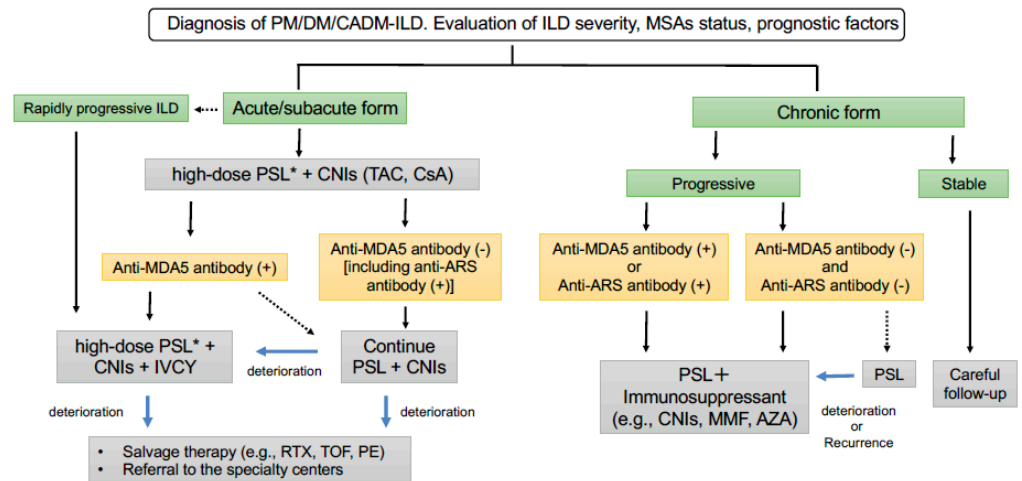 Diagnosis of PM/DM/CADM-ILD. Evaluation of ILD severity, MSAs status, prognostic factors
Rapidly progressive ILD
Acute/subacute form
Chronic form
high-dose PSL* + CNIs (TAC, CsA)
Progressive
Stable
Anti-MDA5 antibody (+)
Anti-MDA5 antibody (-)
[including anti-ARS
antibody (+)]
Anti-MDA5 antibody (+)
or
Anti-ARS antibody (+)
Anti-MDA5 antibody (-)
and
Anti-ARS antibody (-)
high-dose PSL* +
CNIs + IVCY
deterioration
Continue
PSL + CNIs
PSL+
Immunosuppressant
(e.g., CNIs, MMF, AZA)
PSL
Careful
follow-up
deterioration
deterioration
deterioration
or
Recurrence
• Salvage therapy (e.g., RTX, TOF, PE)
• Referral to the specialty centers